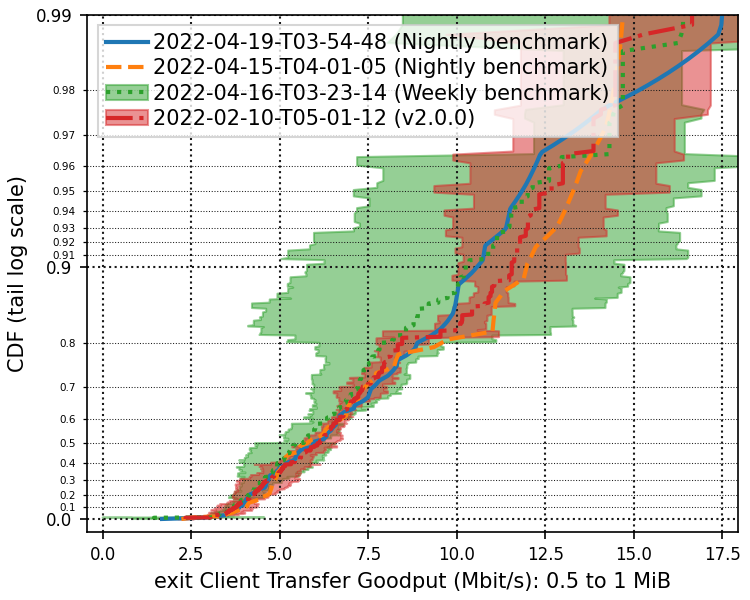 2022-04-19-T03-54-48 (Nightly benchmark)
2022-04-15-T04-01-05 (Nightly benchmark)
2022-04-16-T03-23-14 (Weekly benchmark)
2022-02-10-T05-01-12 (v2.0.0)
CDF (tail log scale)
0.99
0.98
0.97
0.96
0.95
0.94
0.93
0.92
0.91
0.9
0.8
0.7
0.6
0.5
0.4
0.3
0.2
0.1
0.0
0.0 2.5 5.0 7.5 10.0 12.5 15.0 17.5
exit Client Transfer Goodput (Mbit/s): 0.5 to 1 MiB